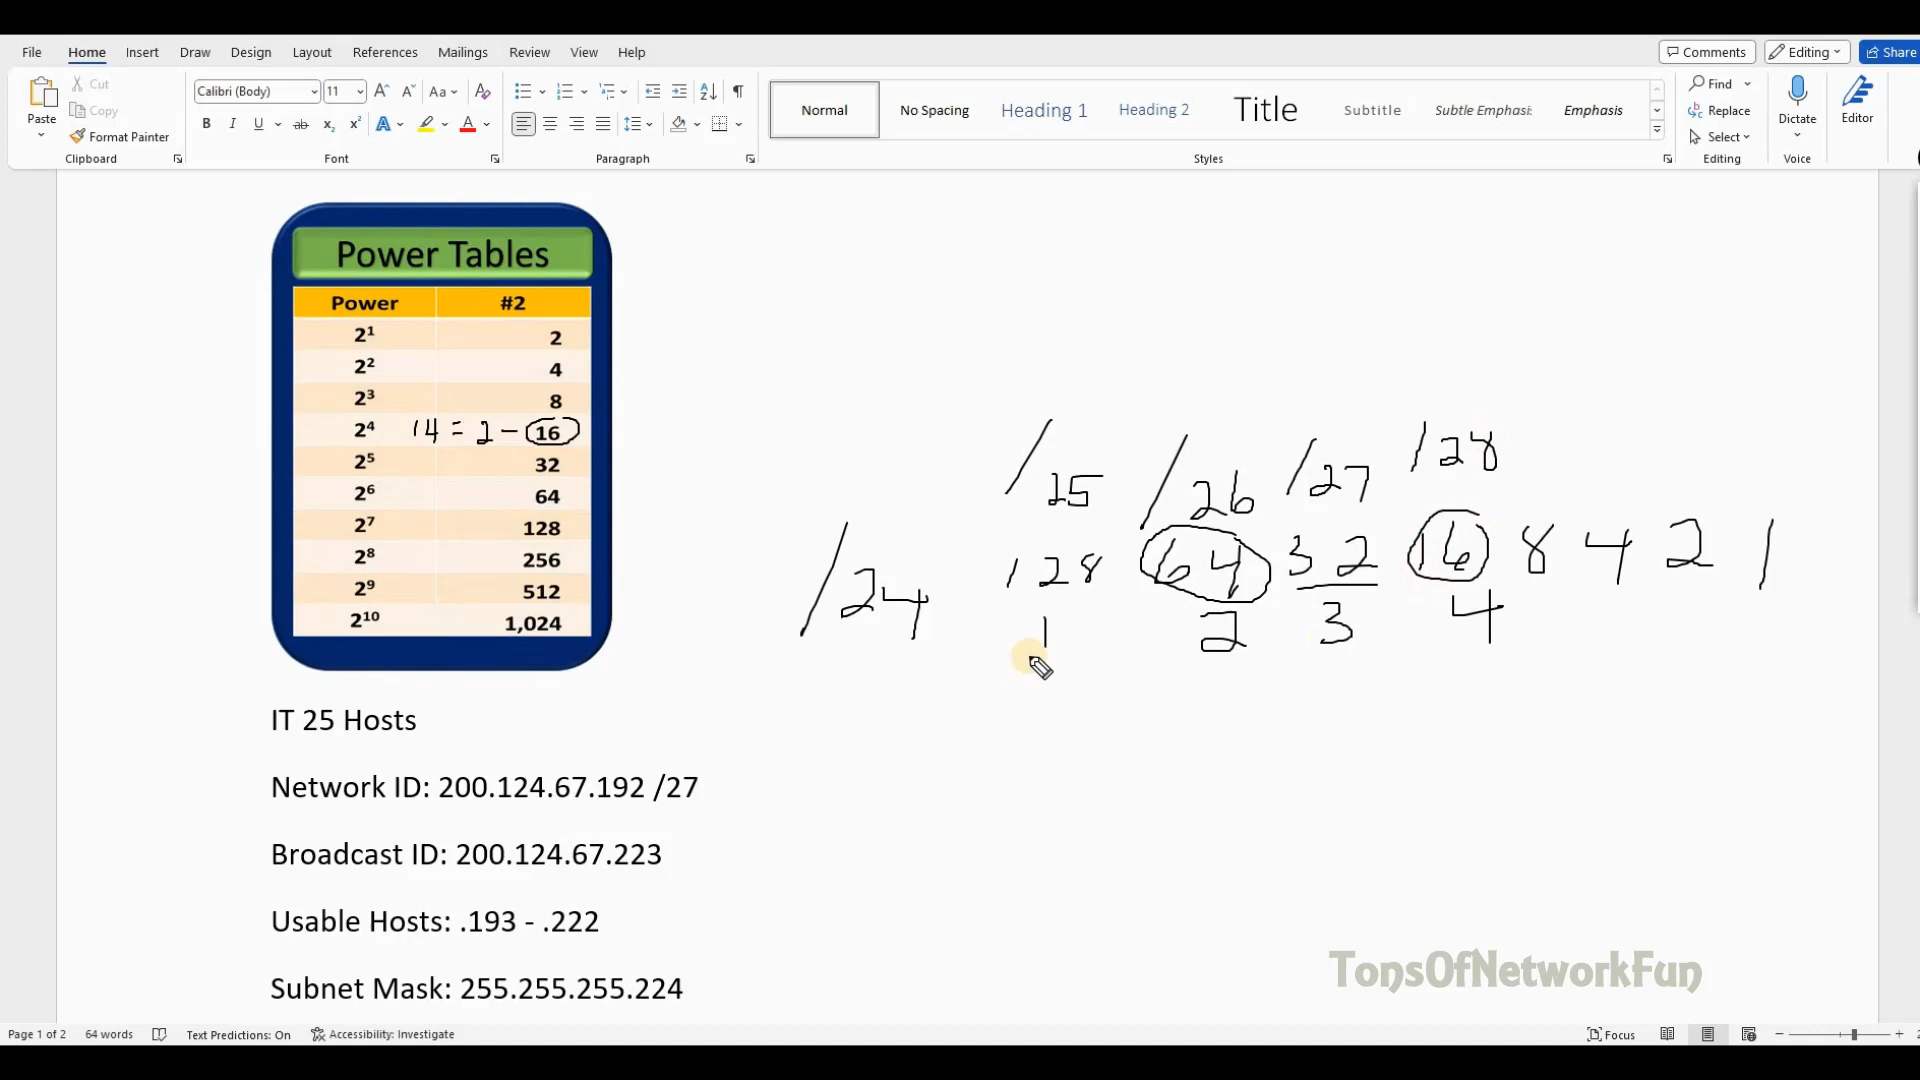 File Home Insert Draw Design Layout References Mailings Review View Help Comments Editing Share
Paste Cut Copy Format Painter Clipboard
Calibri (Body) 11 Aa Font
B I U ab x₂ x² A A
Paragraph
Normal No Spacing Heading 1 Heading 2 Title Subtitle Subtle Emphasi: Emphasis
Styles
Find Replace Select Editing
Dictate Voice
Editor
Power Tables
Power #2
2¹ 2
2² 4
2³ 8
2⁴ 14 = 2 - 16
2⁵ 32
2⁶ 64
2⁷ 128
2⁸ 256
2⁹ 512
2¹⁰ 1,024
/25 /26 /27 /28
/24 128 64 32 16 8 4 2 1
1 2 3 4
IT 25 Hosts
Network ID: 200.124.67.192 /27
Broadcast ID: 200.124.67.223
Usable Hosts: .193 - .222
Subnet Mask: 255.255.255.224
TonsOfNetworkFun
Page 1 of 2 64 words Text Predictions: On Accessibility: Investigate Focus